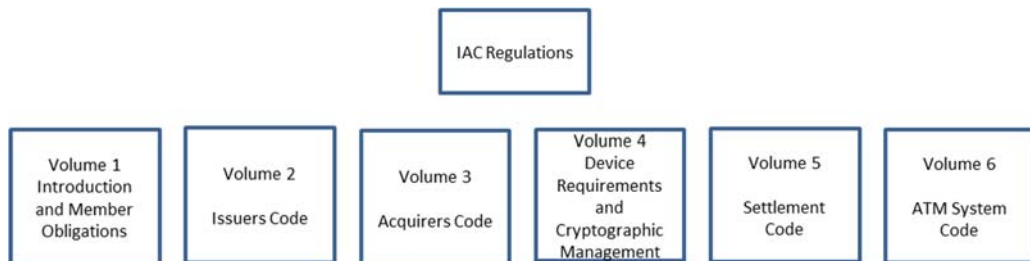 IAC Regulations
Volume 1
Introduction
and Member
Obligations
Volume 2
Issuers Code
Volume 3
Acquirers Code
Volume 4
Device
Requirements
and
Cryptographic
Management
Volume 5
Settlement
Code
Volume 6
ATM System
Code